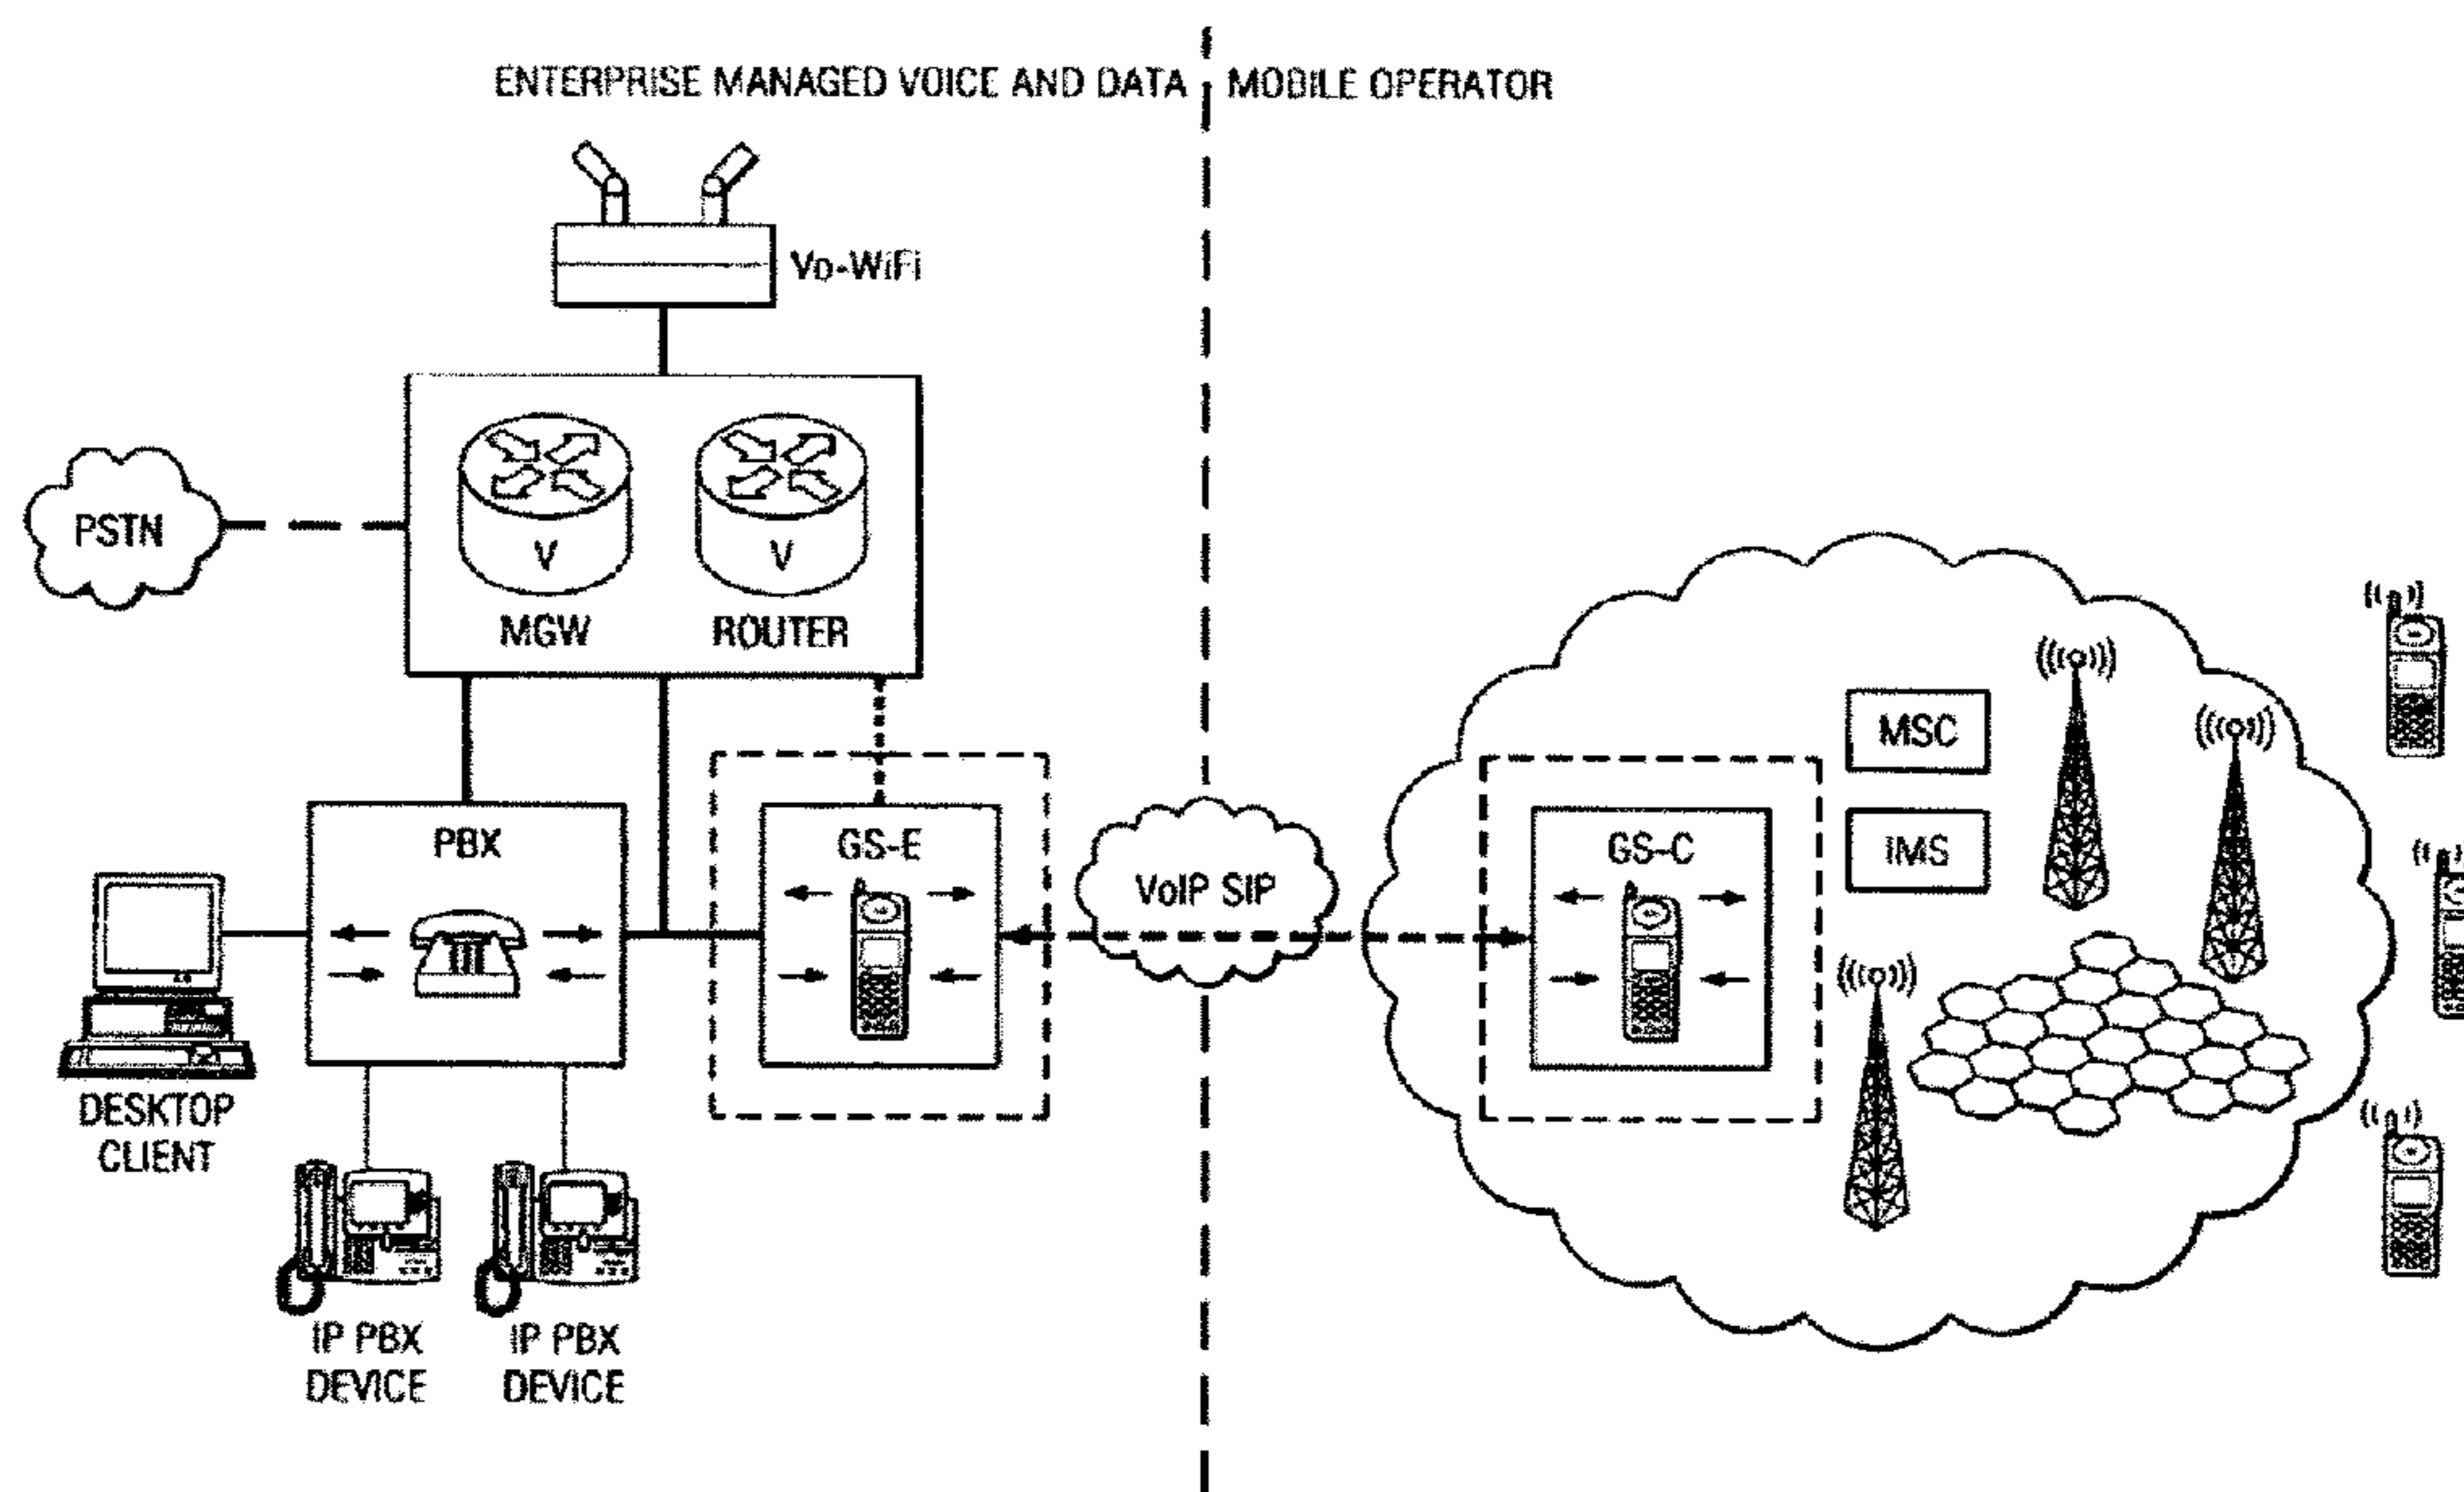 ENTERPRISE MANAGED VOICE AND DATA
MOBILE OPERATOR
Vo-WiFi
PSTN
V
V
MGW
ROUTER
MSC
PBX
GS-E
VoIP SIP
GS-C
IMS
DESKTOP
CLIENT
IP PBX
DEVICE
IP PBX
DEVICE